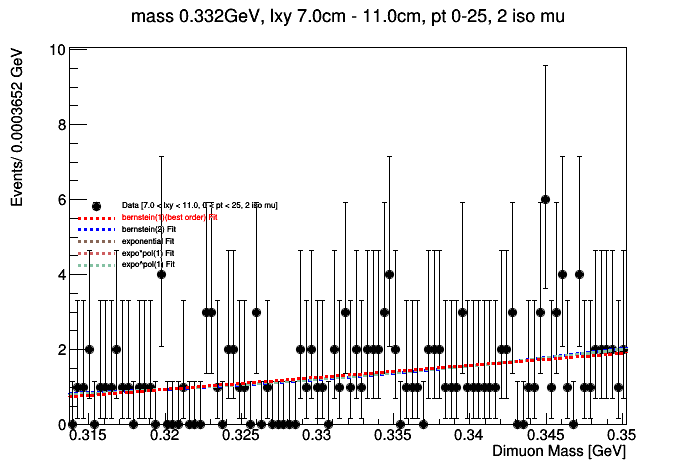 mass 0.332GeV, lxy 7.0cm - 11.0cm, pt 0-25, 2 iso mu
Events/ 0.0003652 GeV
10
8
6
4
2
0
Data [7.0 < lxy < 11.0, 0 < pt < 25, 2 iso mu]
bernstein(1)(best order) Fit
bernstein(2) Fit
exponential Fit
expo*pol(1) Fit
expo^pol(1) Fit
0.315 0.32 0.325 0.33 0.335 0.34 0.345 0.35
Dimuon Mass [GeV]